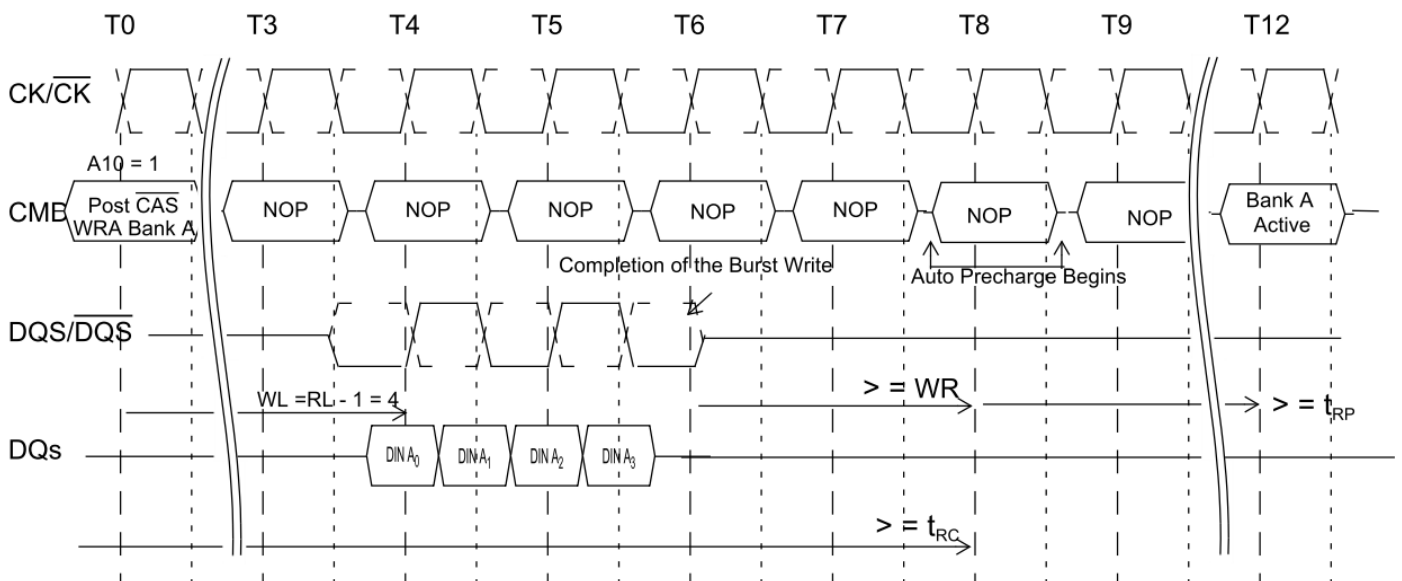 T0 T3 T4 T5 T6 T7 T8 T9 T12
CK/CK
A10 = 1
CMD Post CAS WRA Bank A NOP NOP NOP NOP NOP NOP NOP Bank A Active
Completion of the Burst Write
Auto Precharge Begins
DQS/DQS
WL =RL - 1 = 4
> = WR
> = tRP
DQs DIN A0 DIN A1 DIN A2 DIN A3
> = tRC